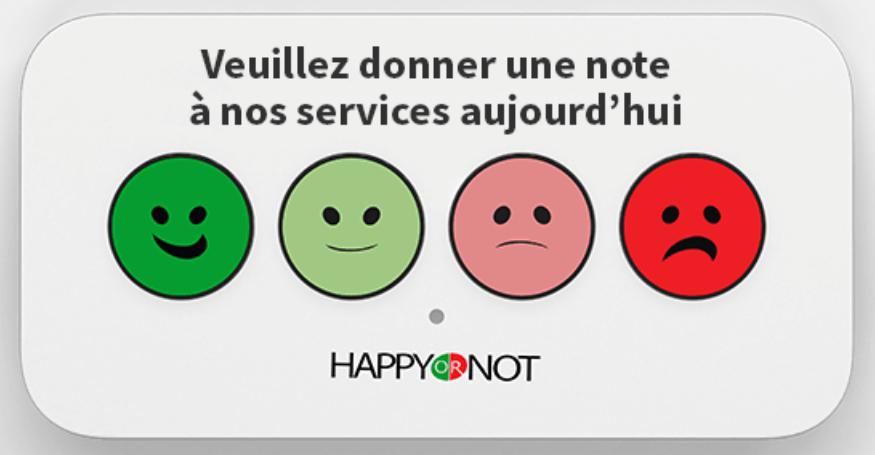 Veuillez donner une note
à nos services aujourd’hui
HAPPYORNOT